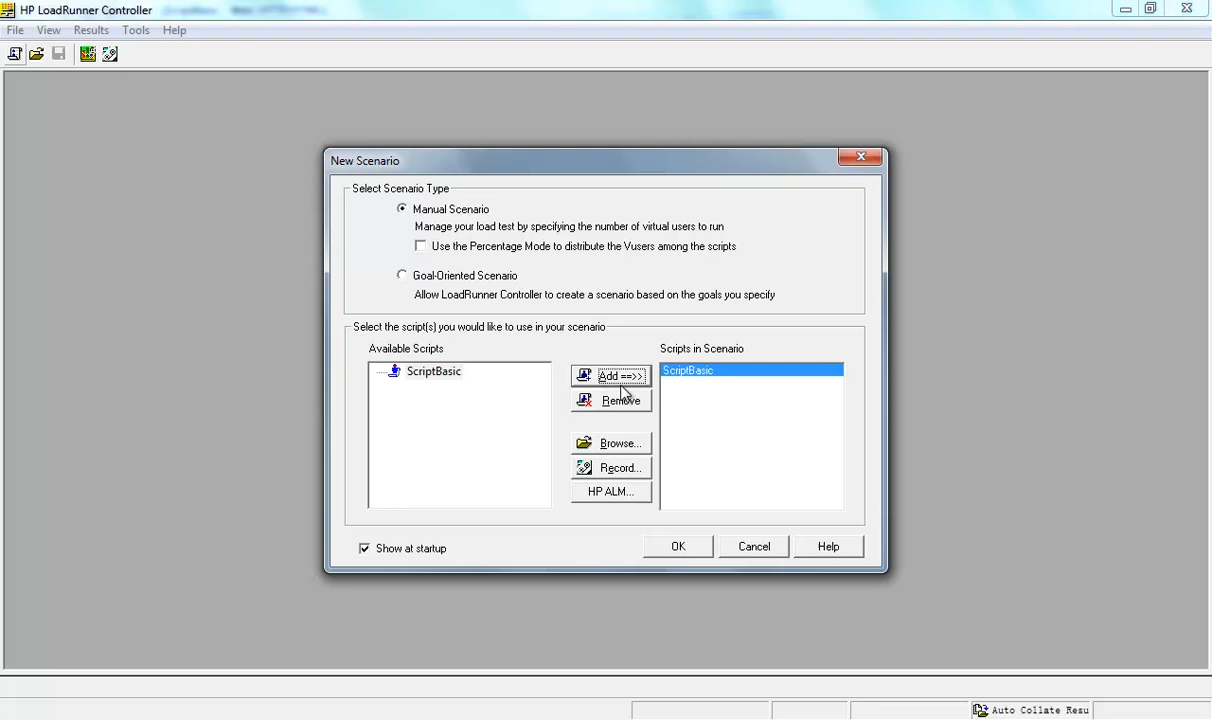 HP LoadRunner Controller
File View Results Tools Help
New Scenario
Select Scenario Type
Manual Scenario
Manage your load test by specifying the number of virtual users to run
Use the Percentage Mode to distribute the Vusers among the scripts
Goal-Oriented Scenario
Allow LoadRunner Controller to create a scenario based on the goals you specify
Select the script(s) you would like to use in your scenario
Available Scripts
Scripts in Scenario
ScriptBasic
Add ==>>
ScriptBasic
Remove
Browse...
Record...
HP ALM...
Show at startup
OK
Cancel
Help
Auto Collate Resu